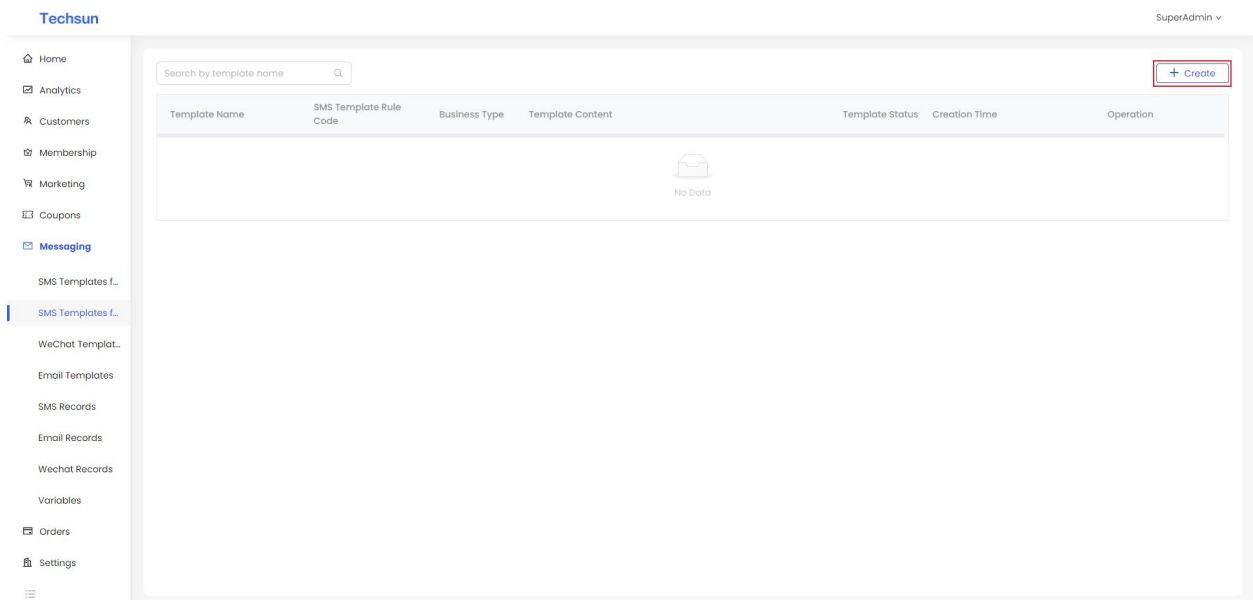 Techsun
SuperAdmin
Home
Analytics
Customers
Membership
Marketing
Coupons
Messaging
SMS Templates f...
SMS Templates f...
WeChat Templat...
Email Templates
SMS Records
Email Records
Wechat Records
Variables
Orders
Settings
Search by template name
+ Create
Template Name
SMS Template Rule
Code
Business Type
Template Content
Template Status
Creation Time
Operation
No Data